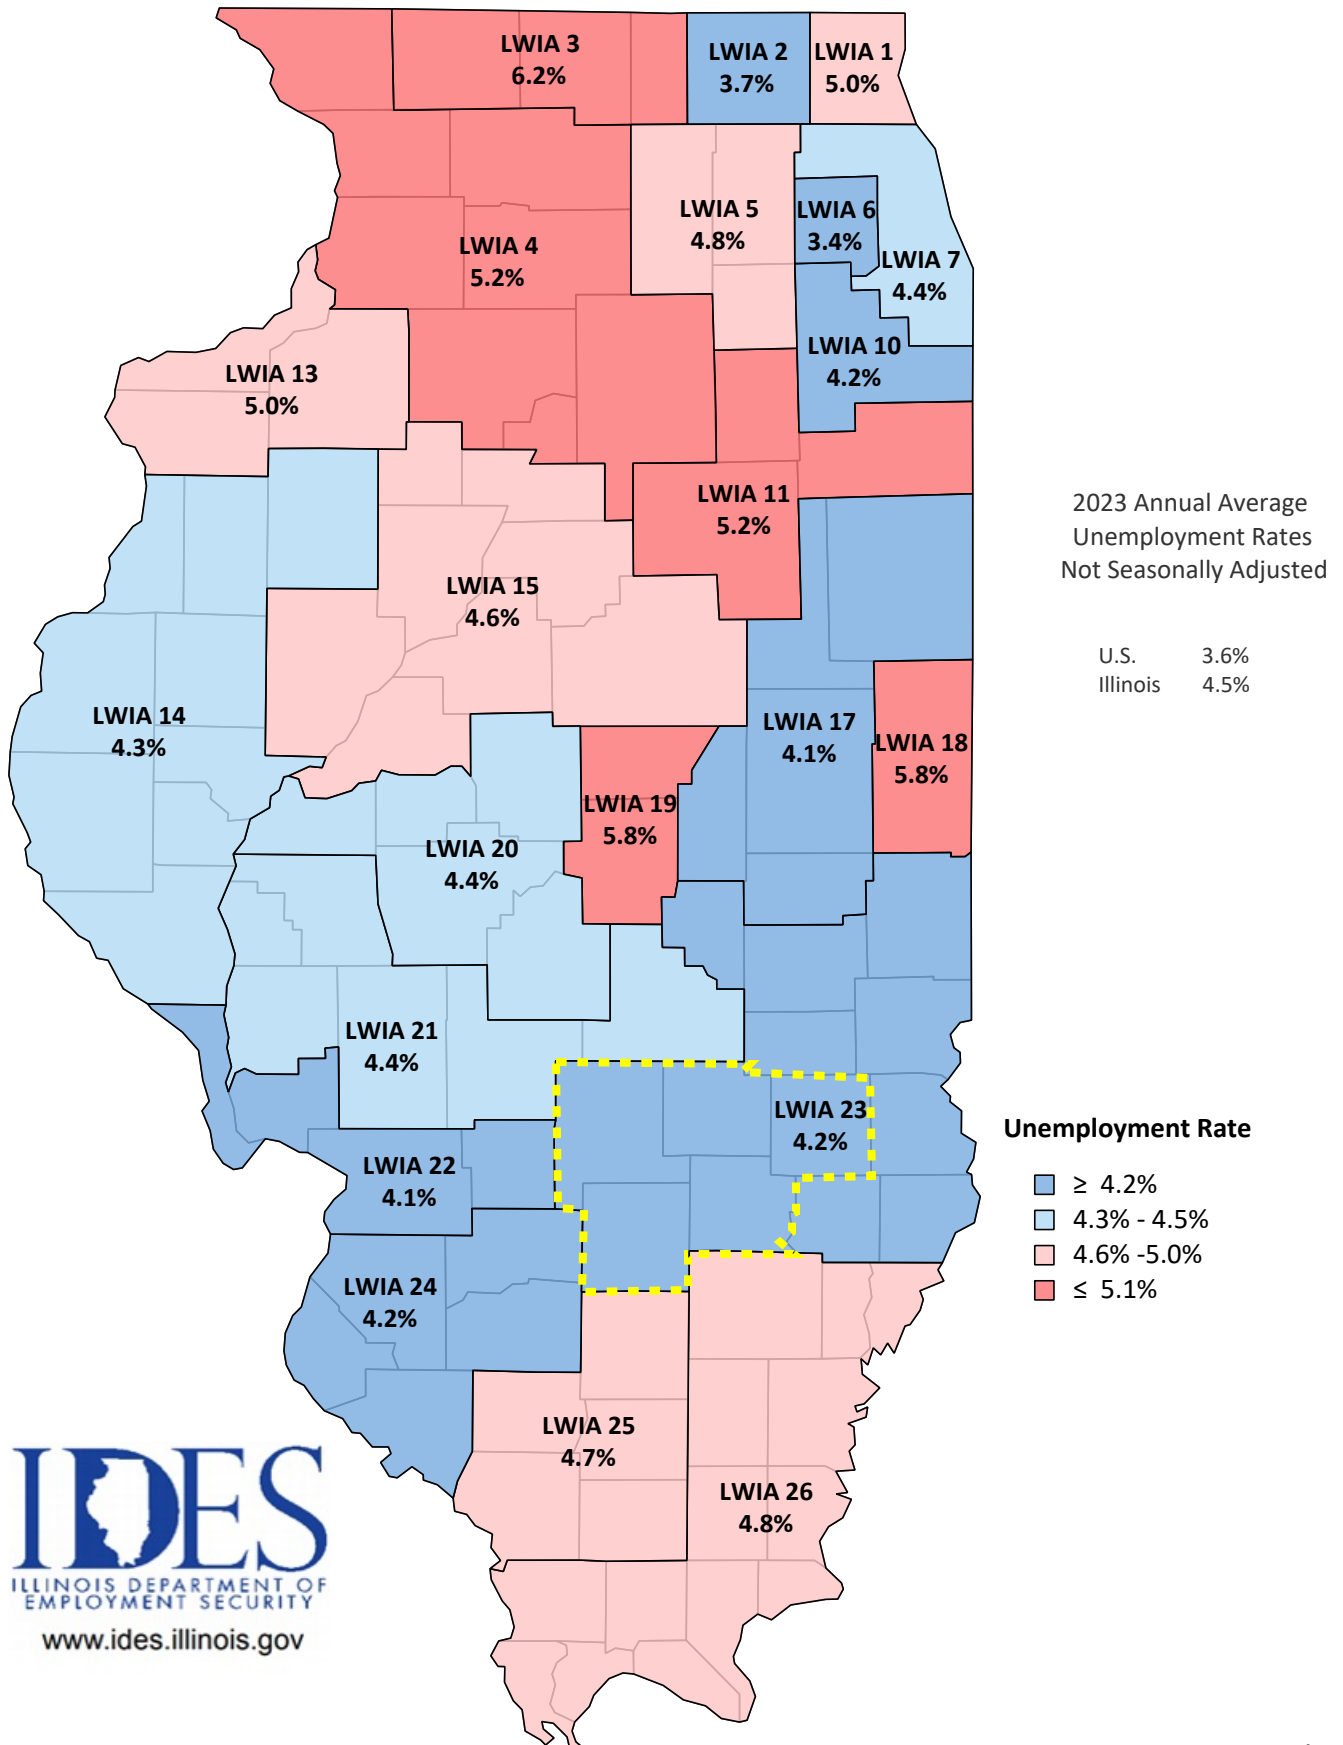 LWIA 3
6.2%
LWIA 2
3.7%
LWIA 1
5.0%
LWIA 5
4.8%
LWIA 6
3.4%
LWIA 7
4.4%
LWIA 4
5.2%
LWIA 10
4.2%
LWIA 13
5.0%
LWIA 11
5.2%
2023 Annual Average
Unemployment Rates
Not Seasonally Adjusted
U.S. 3.6%
Illinois 4.5%
LWIA 15
4.6%
LWIA 14
4.3%
LWIA 17
4.1%
LWIA 18
5.8%
LWIA 19
5.8%
LWIA 20
4.4%
LWIA 21
4.4%
LWIA 23
4.2%
LWIA 22
4.1%
LWIA 24
4.2%
LWIA 25
4.7%
LWIA 26
4.8%
Unemployment Rate
≥ 4.2%
4.3% - 4.5%
4.6% -5.0%
≤ 5.1%
IDES
ILLINOIS DEPARTMENT OF
EMPLOYMENT SECURITY
www.ides.illinois.gov